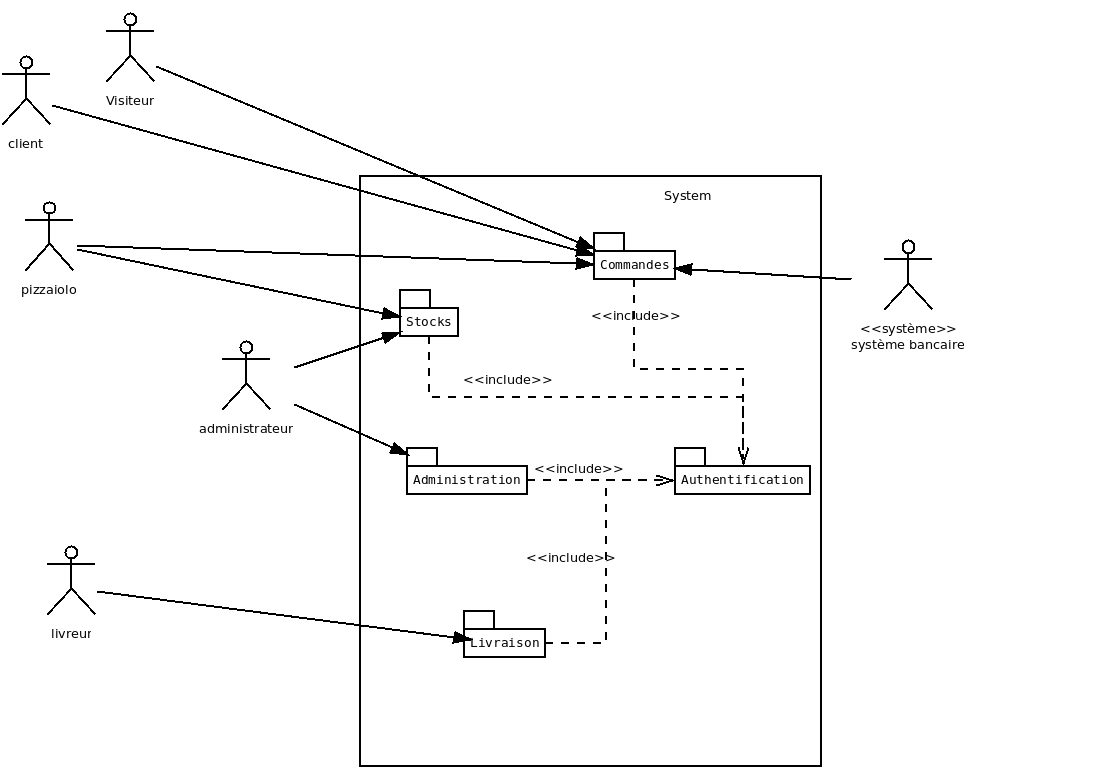 Visiteur
client
System
pizzaiolo
Commandes
Stocks
<<include>>
<<système>>
système bancaire
<<include>>
administrateur
<<include>>
Administration
Authentification
<<include>>
livreur
Livraison